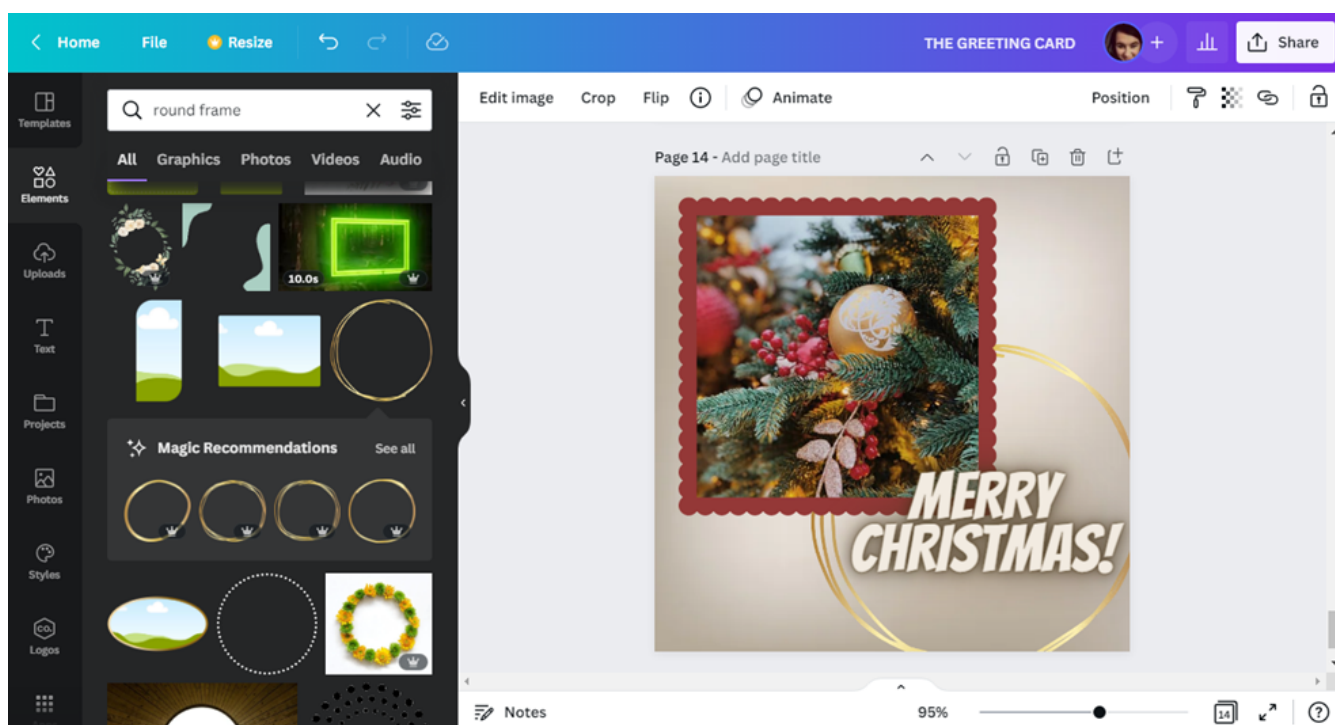 Home File Resize THE GREETING CARD + Share
Templates
Elements
Uploads
Text
Projects
Photos
Styles
CO.
Logos
round frame
All Graphics Photos Videos Audio
10.0s
Magic Recommendations See all
Edit image Crop Flip Animate Position
Page 14 - Add page title
MERRY
CHRISTMAS!
Notes 95% 14